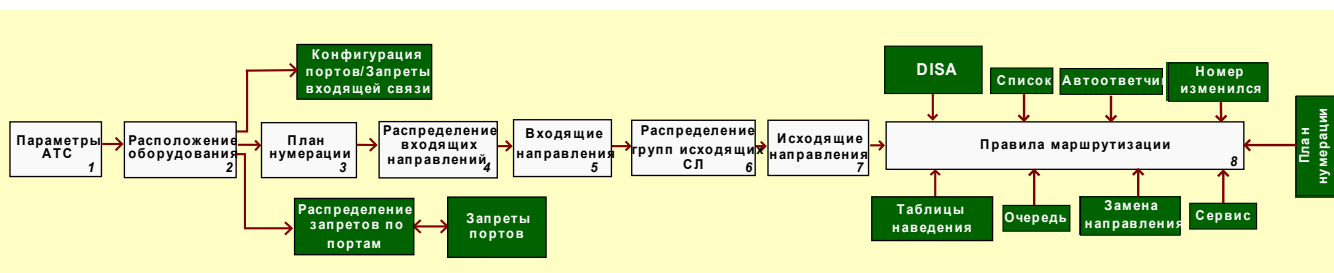 Конфигурация
портов/Запреты
входящей связи
DISA
Список
Автоответчи
Номер
изменился
Параметры
АТС
1
Расположение
оборудования
2
План
нумерации
3
Распределение
входящих
направлений
4
Входящие
направления
5
Распределение
групп исходящих
СЛ
6
Исходящие
направления
7
Правила маршрутизации
8
План
нумерации
Распределение
запретов по
портам
Запреты
портов
Таблицы
наведения
Очередь
Замена
направления
Сервис